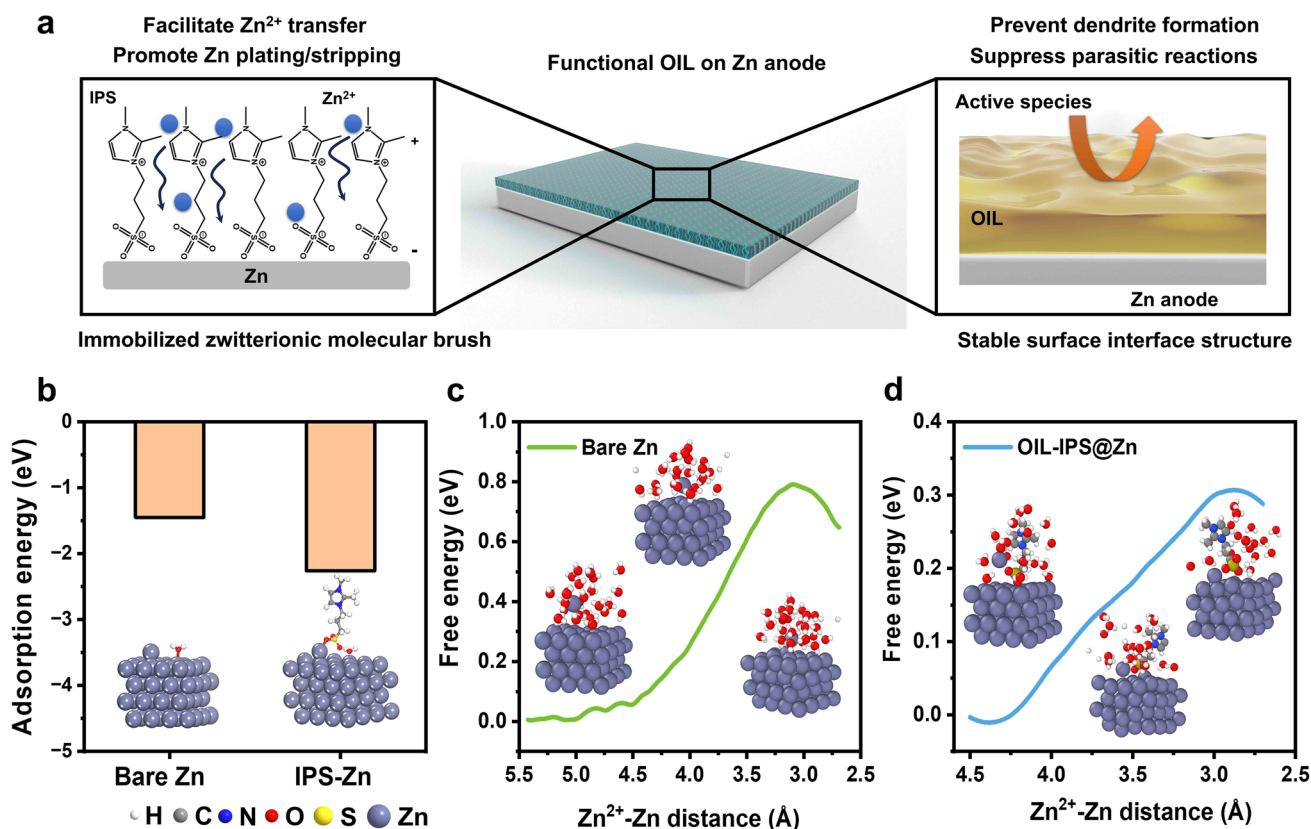 a
Facilitate Zn²⁺ transfer
Promote Zn plating/stripping
Functional OIL on Zn anode
Prevent dendrite formation
Suppress parasitic reactions
IPS
Zn²⁺
N
N
N
N
N
+
N
N
N
N
N
⊕
⊕
⊕
⊕
⊕
O
S
O
O
⊖
O
S
O
O
⊖
O
S
O
O
⊖
O
S
O
O
⊖
O
S
O
O
⊖
-
Zn
Immobilized zwitterionic molecular brush
Active species
OIL
Zn anode
Stable surface interface structure
b
Adsorption energy (eV)
0
−1
−2
−3
−4
−5
Bare Zn
IPS-Zn
H C N O S Zn
c
Free energy (eV)
1.0
0.8
0.6
0.4
0.2
0.0
Bare Zn
5.5 5.0 4.5 4.0 3.5 3.0 2.5
Zn²⁺-Zn distance (Å)
d
Free energy (eV)
0.4
0.3
0.2
0.1
0.0
OIL-IPS@Zn
4.5 4.0 3.5 3.0 2.5
Zn²⁺-Zn distance (Å)